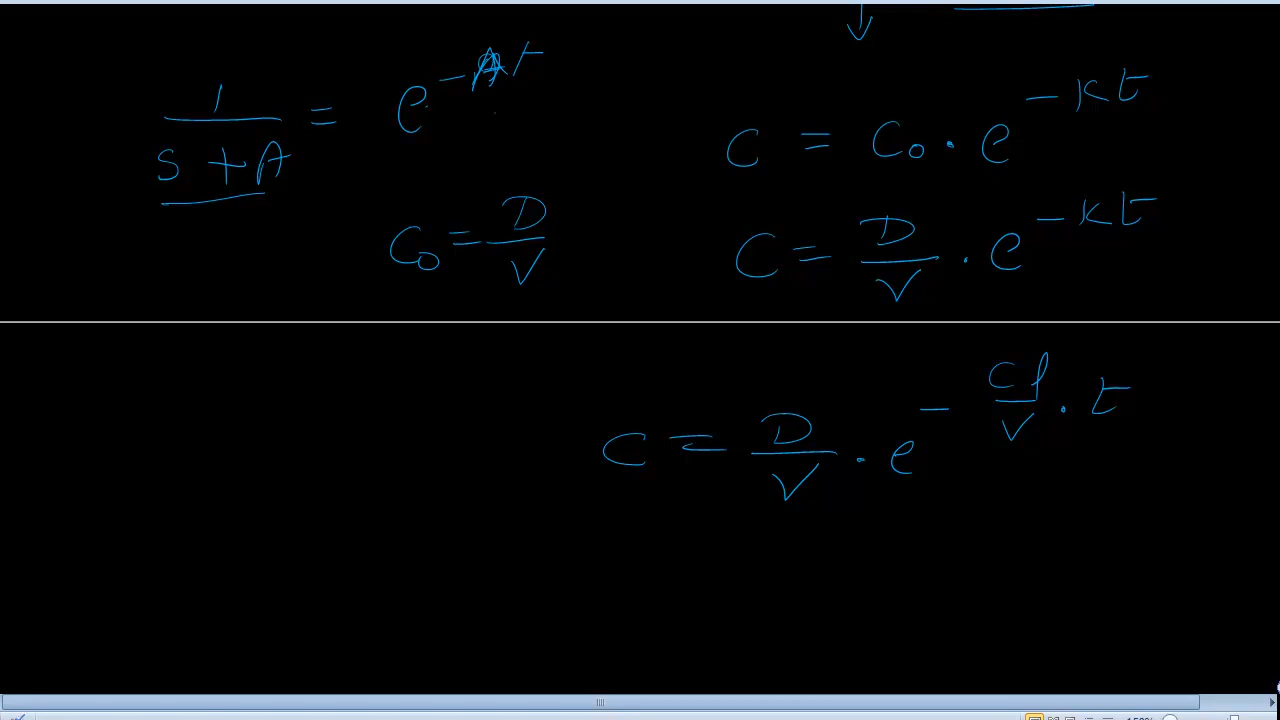 1/(S + A) = e^(-At)
C = C₀ · e^(-Kt)
C₀ = D/V
C = D/V · e^(-Kt)
C = D/V · e^(-Cl/V · t)